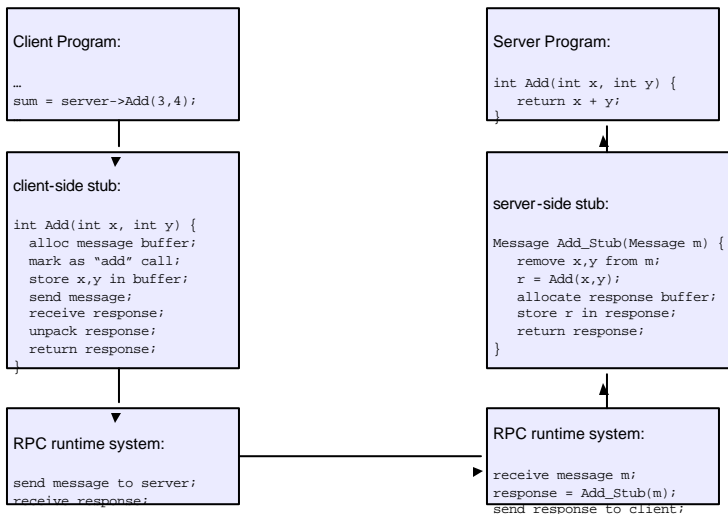 Client Program:
…
sum = server->Add(3,4);
…
client-side stub:
int Add(int x, int y) {
alloc message buffer;
mark as “add” call;
store x,y in buffer;
send message;
receive response;
unpack response;
return response;
}
RPC runtime system:
send message to server;
receive response;
Server Program:
int Add(int x, int y) {
return x + y;
}
server-side stub:
Message Add_Stub(Message m) {
remove x,y from m;
r = Add(x,y);
allocate response buffer;
store r in response;
return response;
}
RPC runtime system:
receive message m;
response = Add_Stub(m);
send response to client;